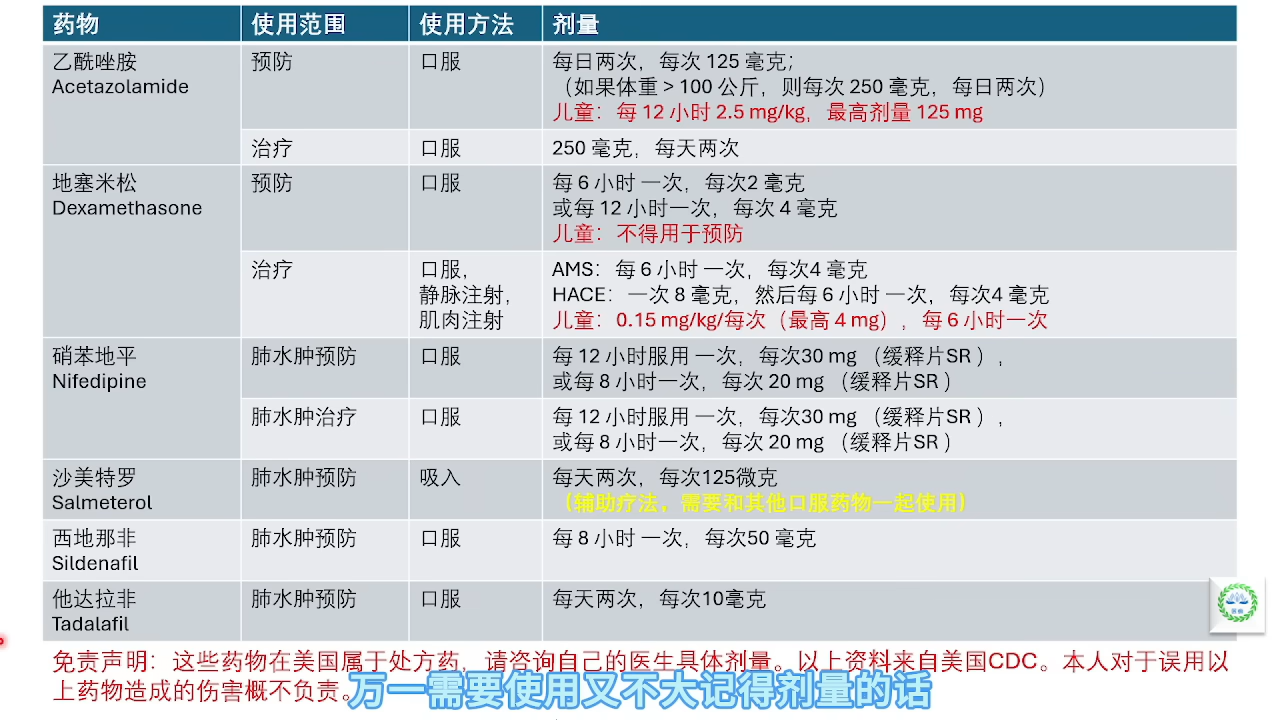 药物 使用范围 使用方法 剂量
乙酰唑胺 预防 口服 每日两次，每次 125 毫克；
Acetazolamide （如果体重 > 100 公斤，则每次 250 毫克，每日两次）
儿童：每 12 小时 2.5 mg/kg，最高剂量 125 mg
治疗 口服 250 毫克，每天两次
地塞米松 预防 口服 每 6 小时 一次，每次2 毫克
Dexamethasone 或每 12 小时一次，每次 4 毫克
儿童：不得用于预防
治疗 口服， AMS：每 6 小时 一次，每次4 毫克
静脉注射， HACE：一次 8 毫克，然后每 6 小时 一次，每次4 毫克
肌肉注射 儿童：0.15 mg/kg/每次（最高 4 mg），每 6 小时一次
硝苯地平 肺水肿预防 口服 每 12 小时服用 一次，每次30 mg （缓释片SR ），
Nifedipine 或每 8 小时一次，每次 20 mg （缓释片SR ）
肺水肿治疗 口服 每 12 小时服用 一次，每次30 mg （缓释片SR ），
或每 8 小时一次，每次 20 mg （缓释片SR ）
沙美特罗 肺水肿预防 吸入 每天两次，每次125微克
Salmeterol （辅助疗法，需要和其他口服药物一起使用）
西地那非 肺水肿预防 口服 每 8 小时 一次，每次50 毫克
Sildenafil
他达拉非 肺水肿预防 口服 每天两次，每次10毫克
Tadalafil
免责声明：这些药物在美国属于处方药，请咨询自己的医生具体剂量。以上资料来自美国CDC。本人对于误用以
上药物造成的伤害概不负责。
万一需要使用又不大记得剂量的话